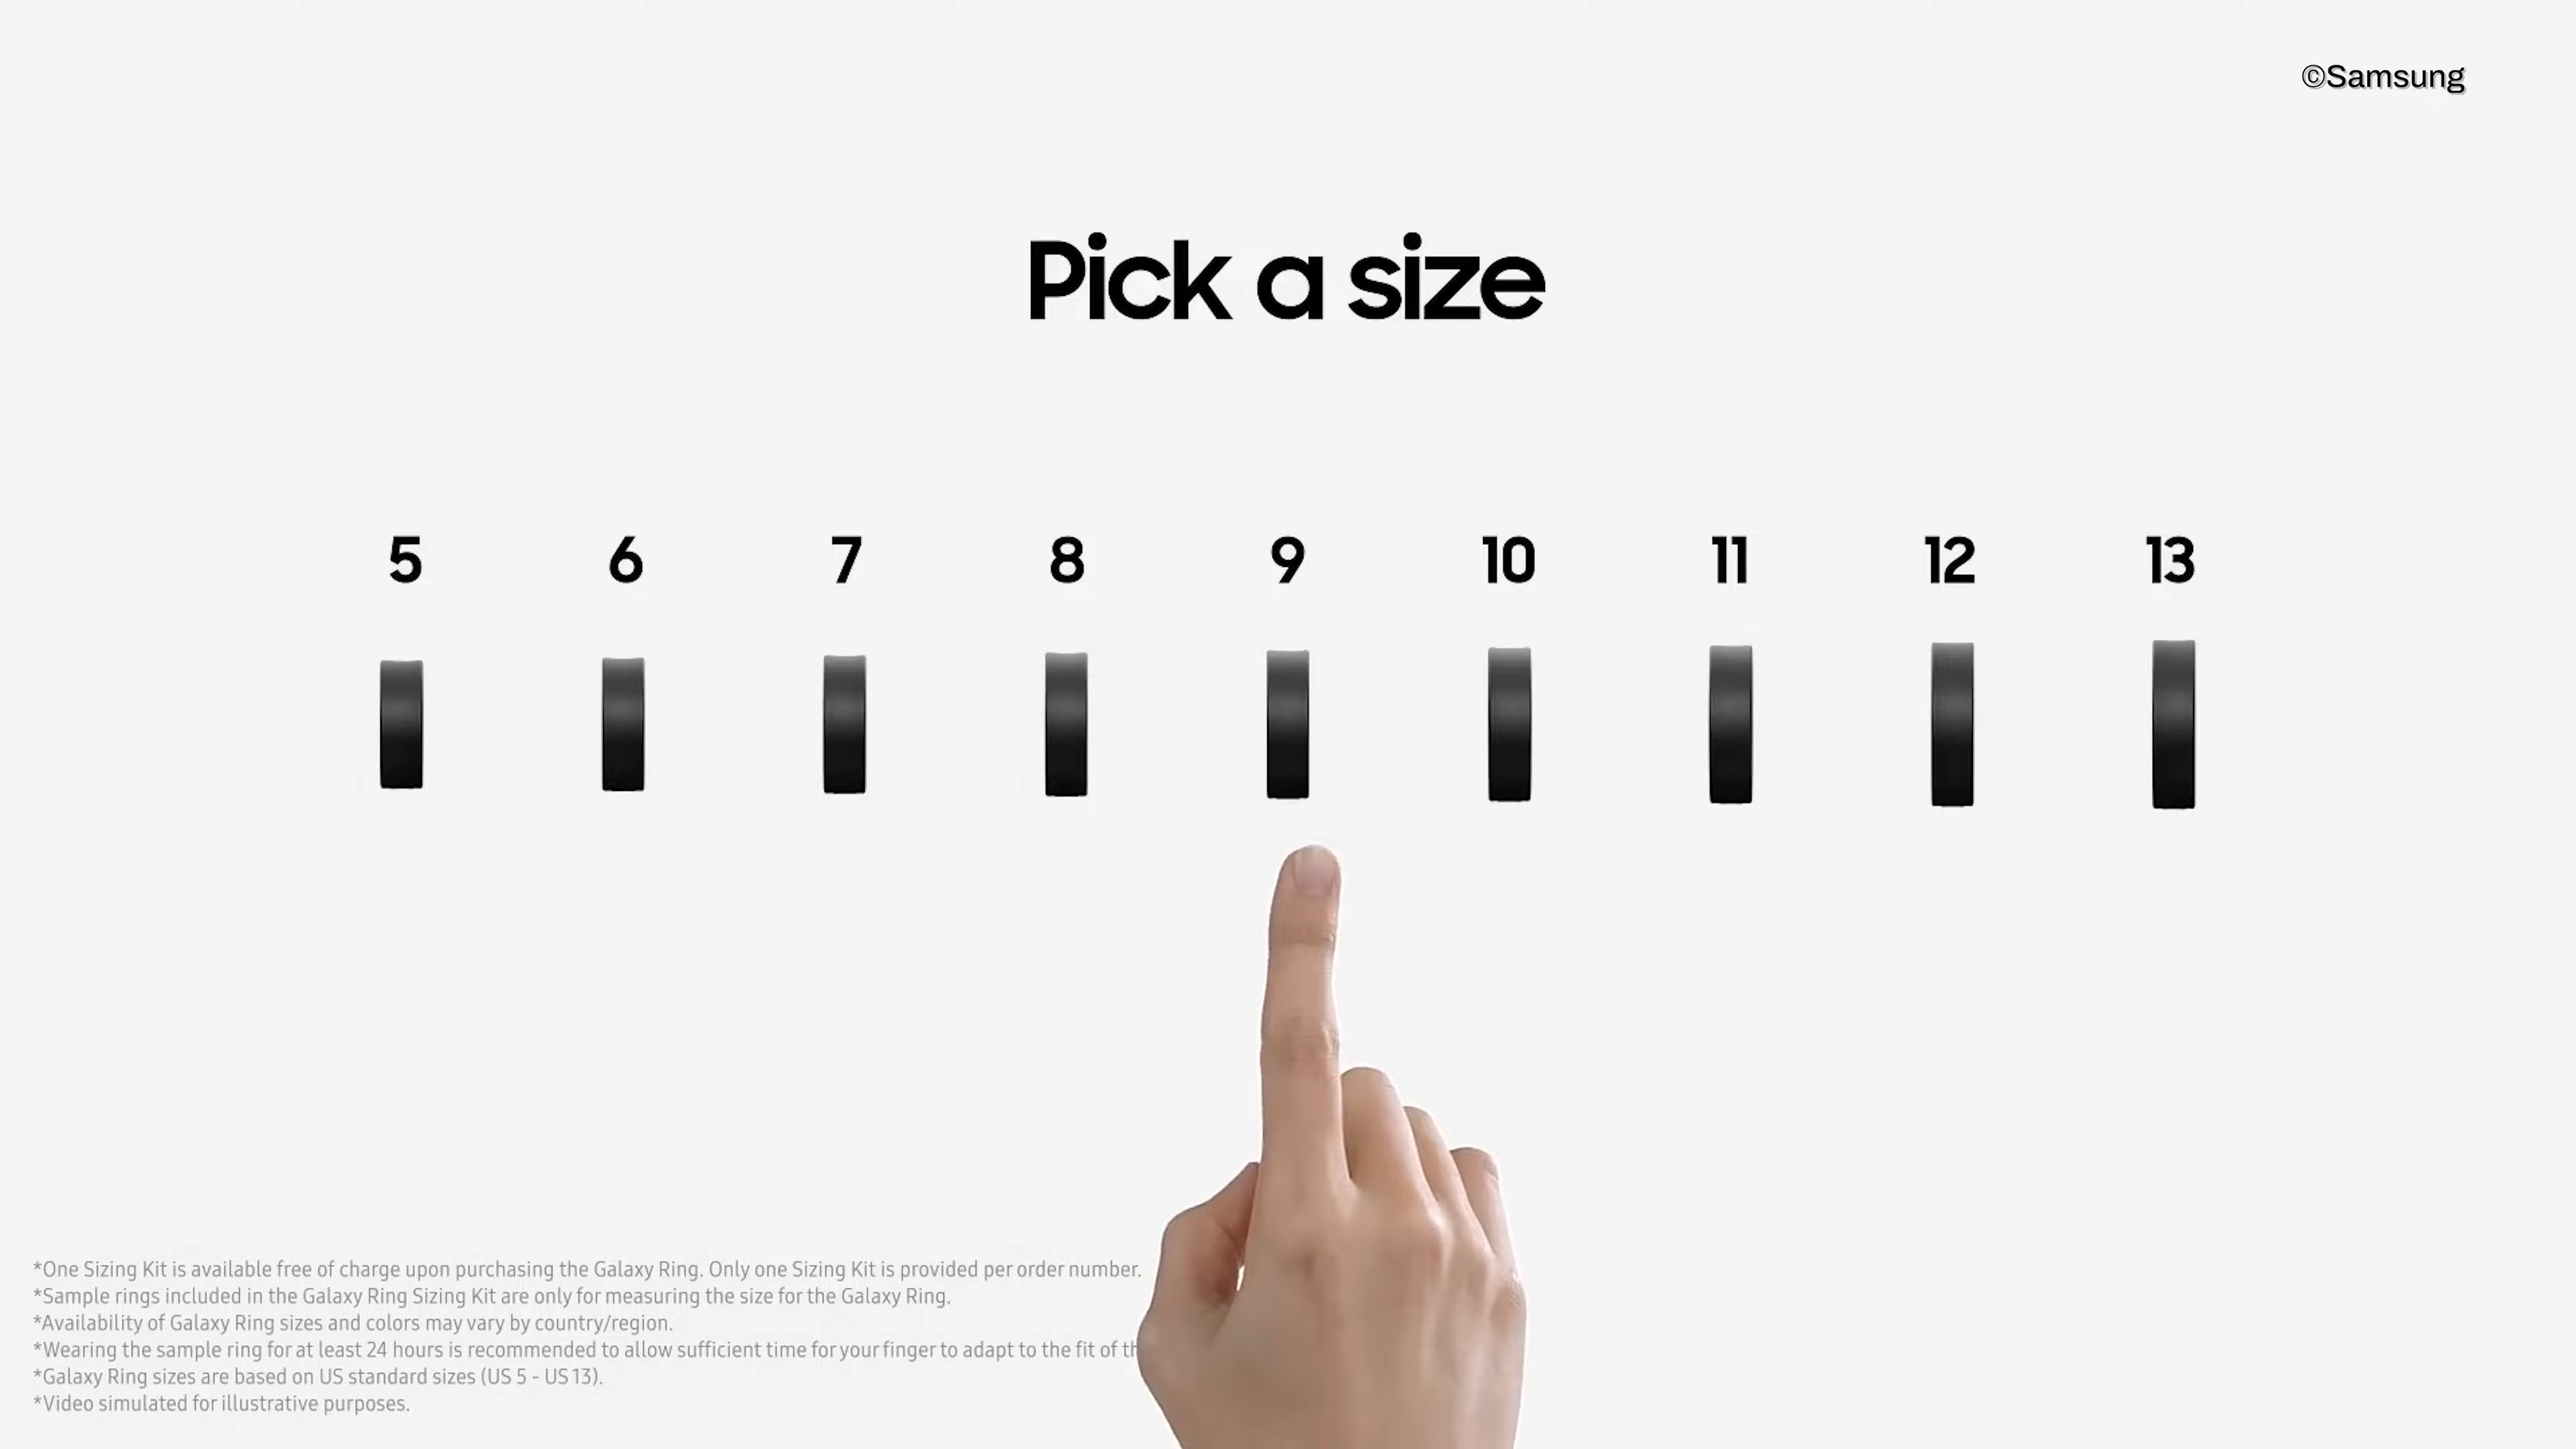 ©Samsung
Pick a size
5 6 7 8 9 10 11 12 13
*One Sizing Kit is available free of charge upon purchasing the Galaxy Ring. Only one Sizing Kit is provided per order number.
*Sample rings included in the Galaxy Ring Sizing Kit are only for measuring the size for the Galaxy Ring.
*Availability of Galaxy Ring sizes and colors may vary by country/region.
*Wearing the sample ring for at least 24 hours is recommended to allow sufficient time for your finger to adapt to the fit of
*Galaxy Ring sizes are based on US standard sizes (US 5 - US 13).
*Video simulated for illustrative purposes.